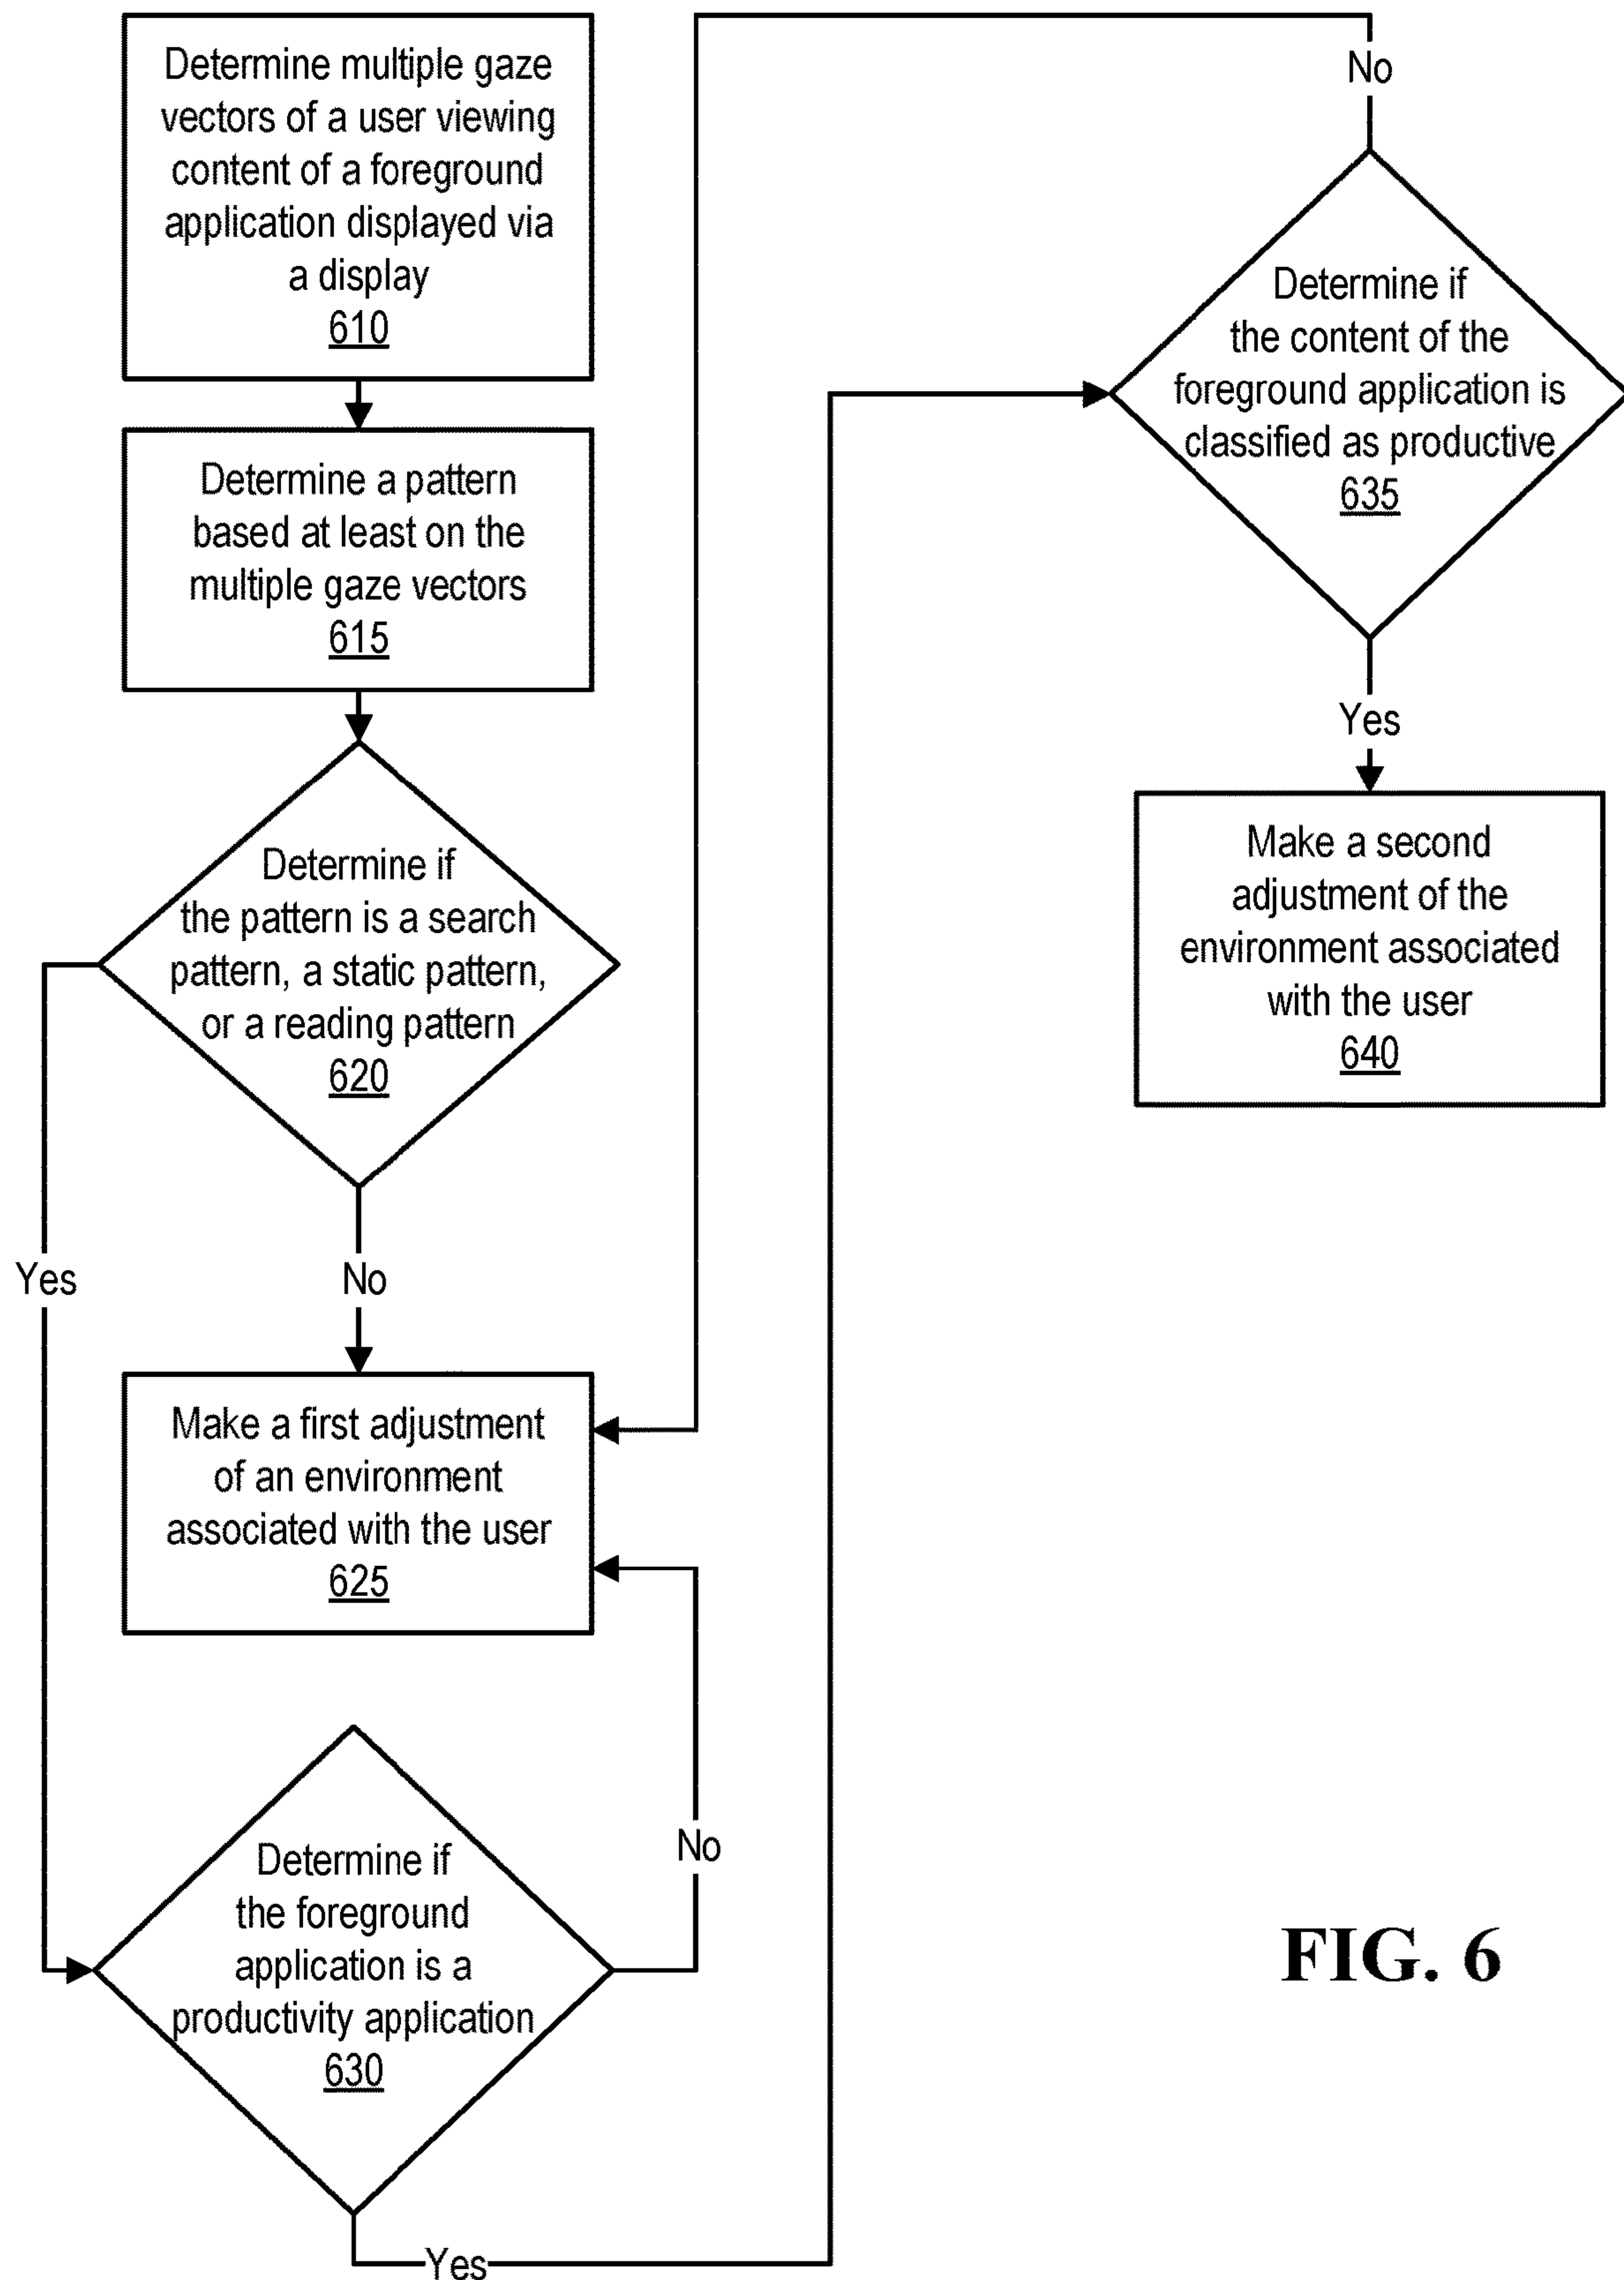 Determine multiple gaze
vectors of a user viewing
content of a foreground
application displayed via
a display
610
Determine a pattern
based at least on the
multiple gaze vectors
615
Determine if
the pattern is a search
pattern, a static pattern,
or a reading pattern
620
Yes
No
Make a first adjustment
of an environment
associated with the user
625
No
Determine if
the foreground
application is a
productivity application
630
Yes
No
Determine if
the content of the
foreground application is
classified as productive
635
Yes
Make a second
adjustment of the
environment associated
with the user
640
FIG. 6